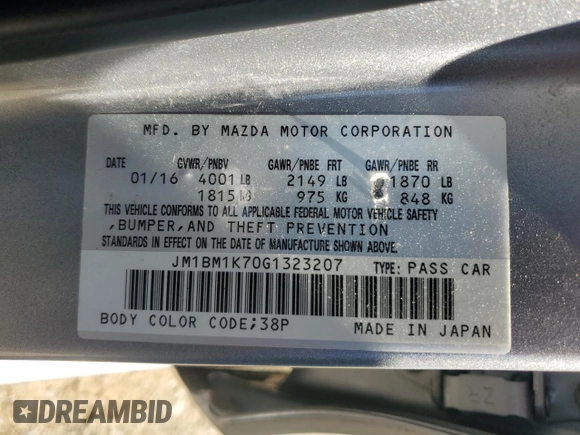 MFD. BY MAZDA MOTOR CORPORATION
DATE GVWR/PNBV GAWR/PNBE FRT GAWR/PNBE RR
01/16 4001 LB 2149 LB 1870 LB
1815 KG 975 KG 848 KG
THIS VEHICLE CONFORMS TO ALL APPLICABLE FEDERAL MOTOR VEHICLE SAFETY
,BUMPER,AND THEFT PREVENTION
STANDARDS IN EFFECT ON THE DATE OF MANUFACTURE SHOWN ABOVE.
JM1BM1K70G1323207 TYPE: PASS CAR
BODY COLOR CODE;38P MADE IN JAPAN
DREAMBID